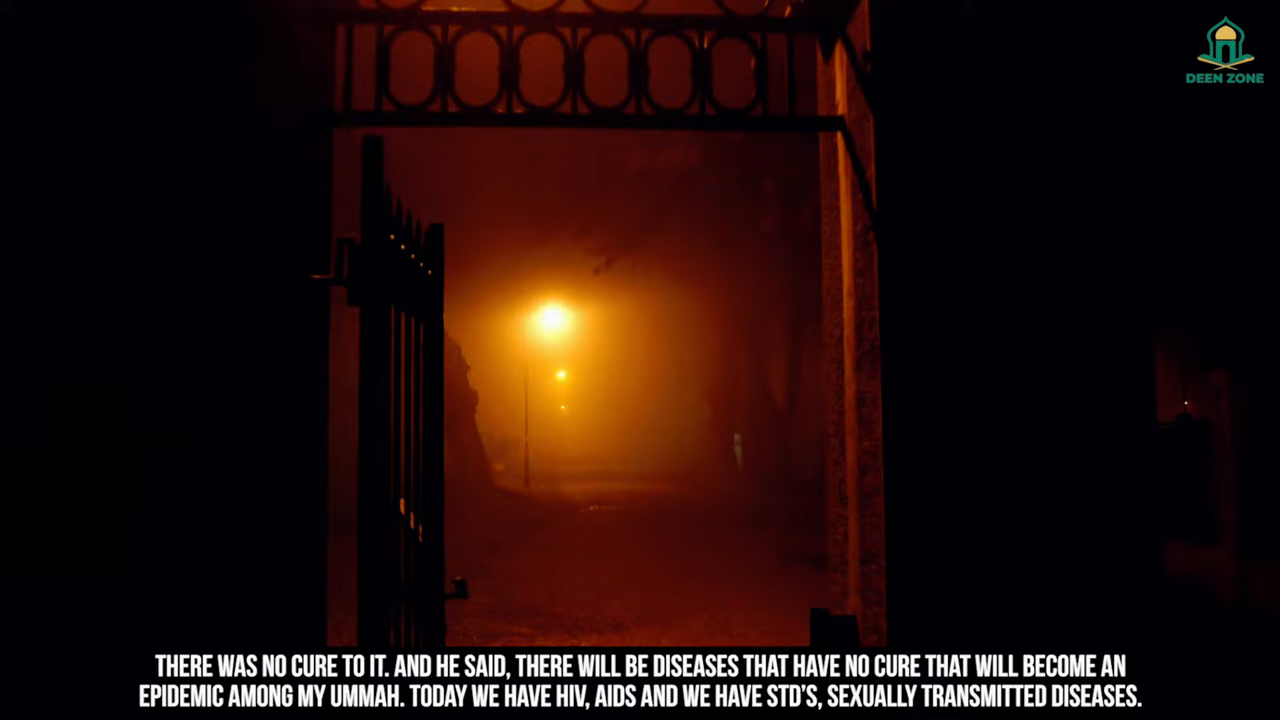 DEEN ZONE
THERE WAS NO CURE TO IT. AND HE SAID, THERE WILL BE DISEASES THAT HAVE NO CURE THAT WILL BECOME AN
EPIDEMIC AMONG MY UMMAH. TODAY WE HAVE HIV, AIDS AND WE HAVE STD'S, SEXUALLY TRANSMITTED DISEASES.